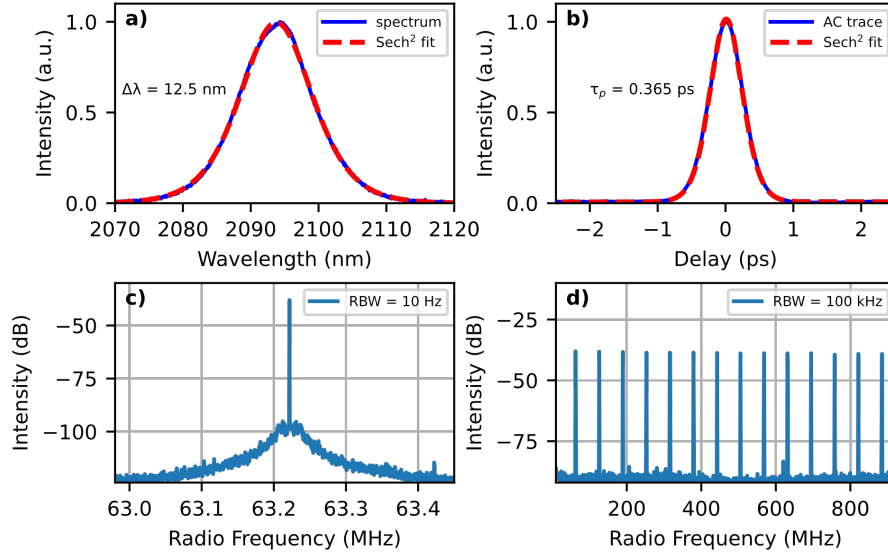 a)
spectrum
Sech² fit
Δλ = 12.5 nm
Intensity (a.u.)
1.0
0.5
0.0
2070 2080 2090 2100 2110 2120
Wavelength (nm)
b)
AC trace
Sech² fit
τₚ = 0.365 ps
Intensity (a.u.)
1.0
0.5
0.0
−2 −1 0 1 2
Delay (ps)
c)
RBW = 10 Hz
Intensity (dB)
−50
−75
−100
63.0 63.1 63.2 63.3 63.4
Radio Frequency (MHz)
d)
RBW = 100 kHz
Intensity (dB)
−25
−50
−75
200 400 600 800
Radio Frequency (MHz)